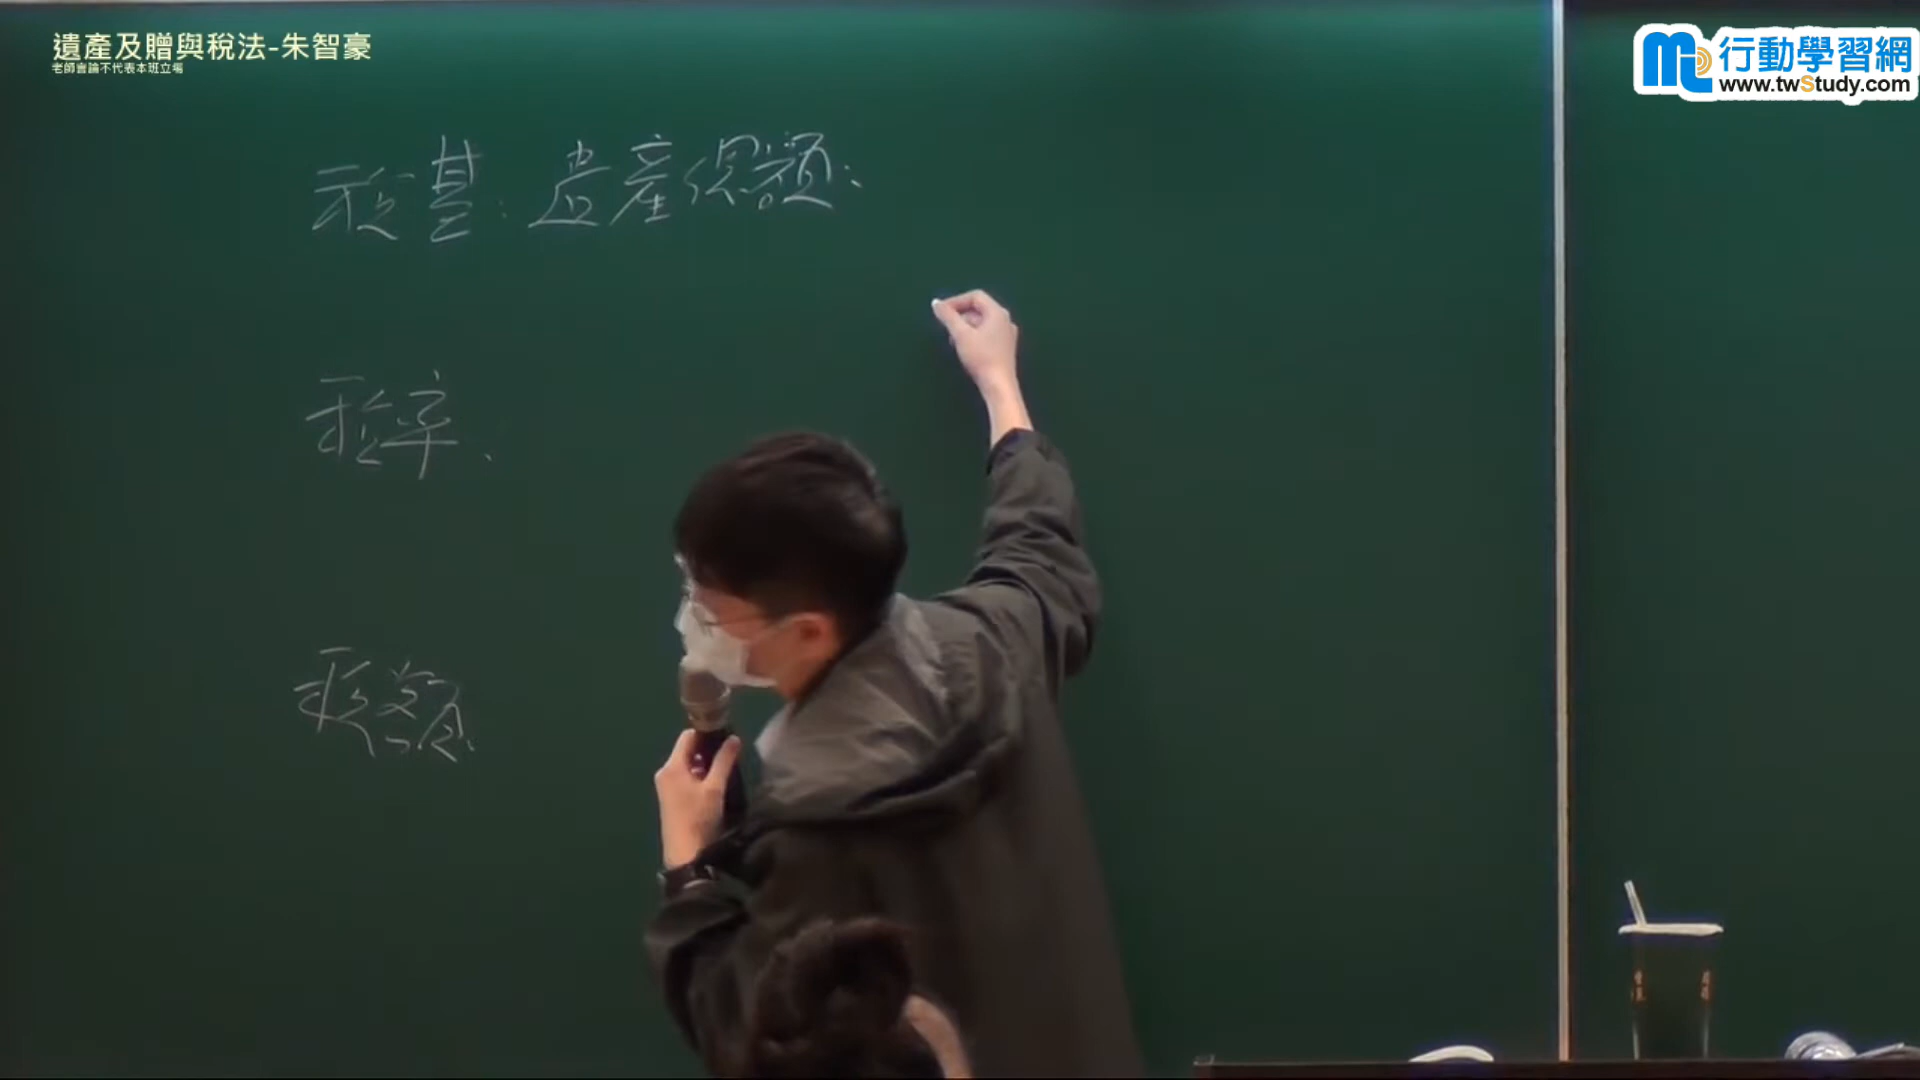 遺產及贈與稅法-朱智豪
老師言論不代表本班立場
行動學習網
www.twStudy.com
稅基:遺產總額:
稅率:
稅額: